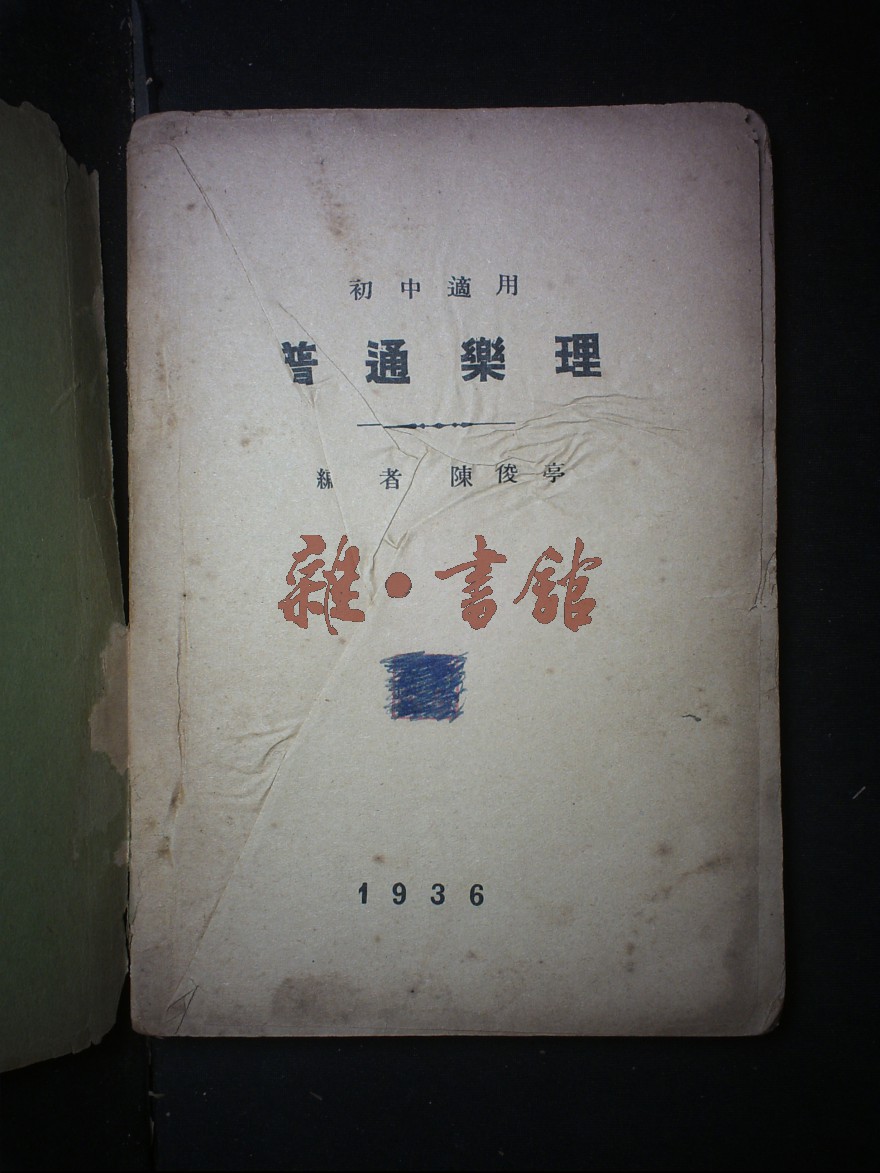 初中適用
普通樂理
編者 陳俊亭
雜·書館
1936